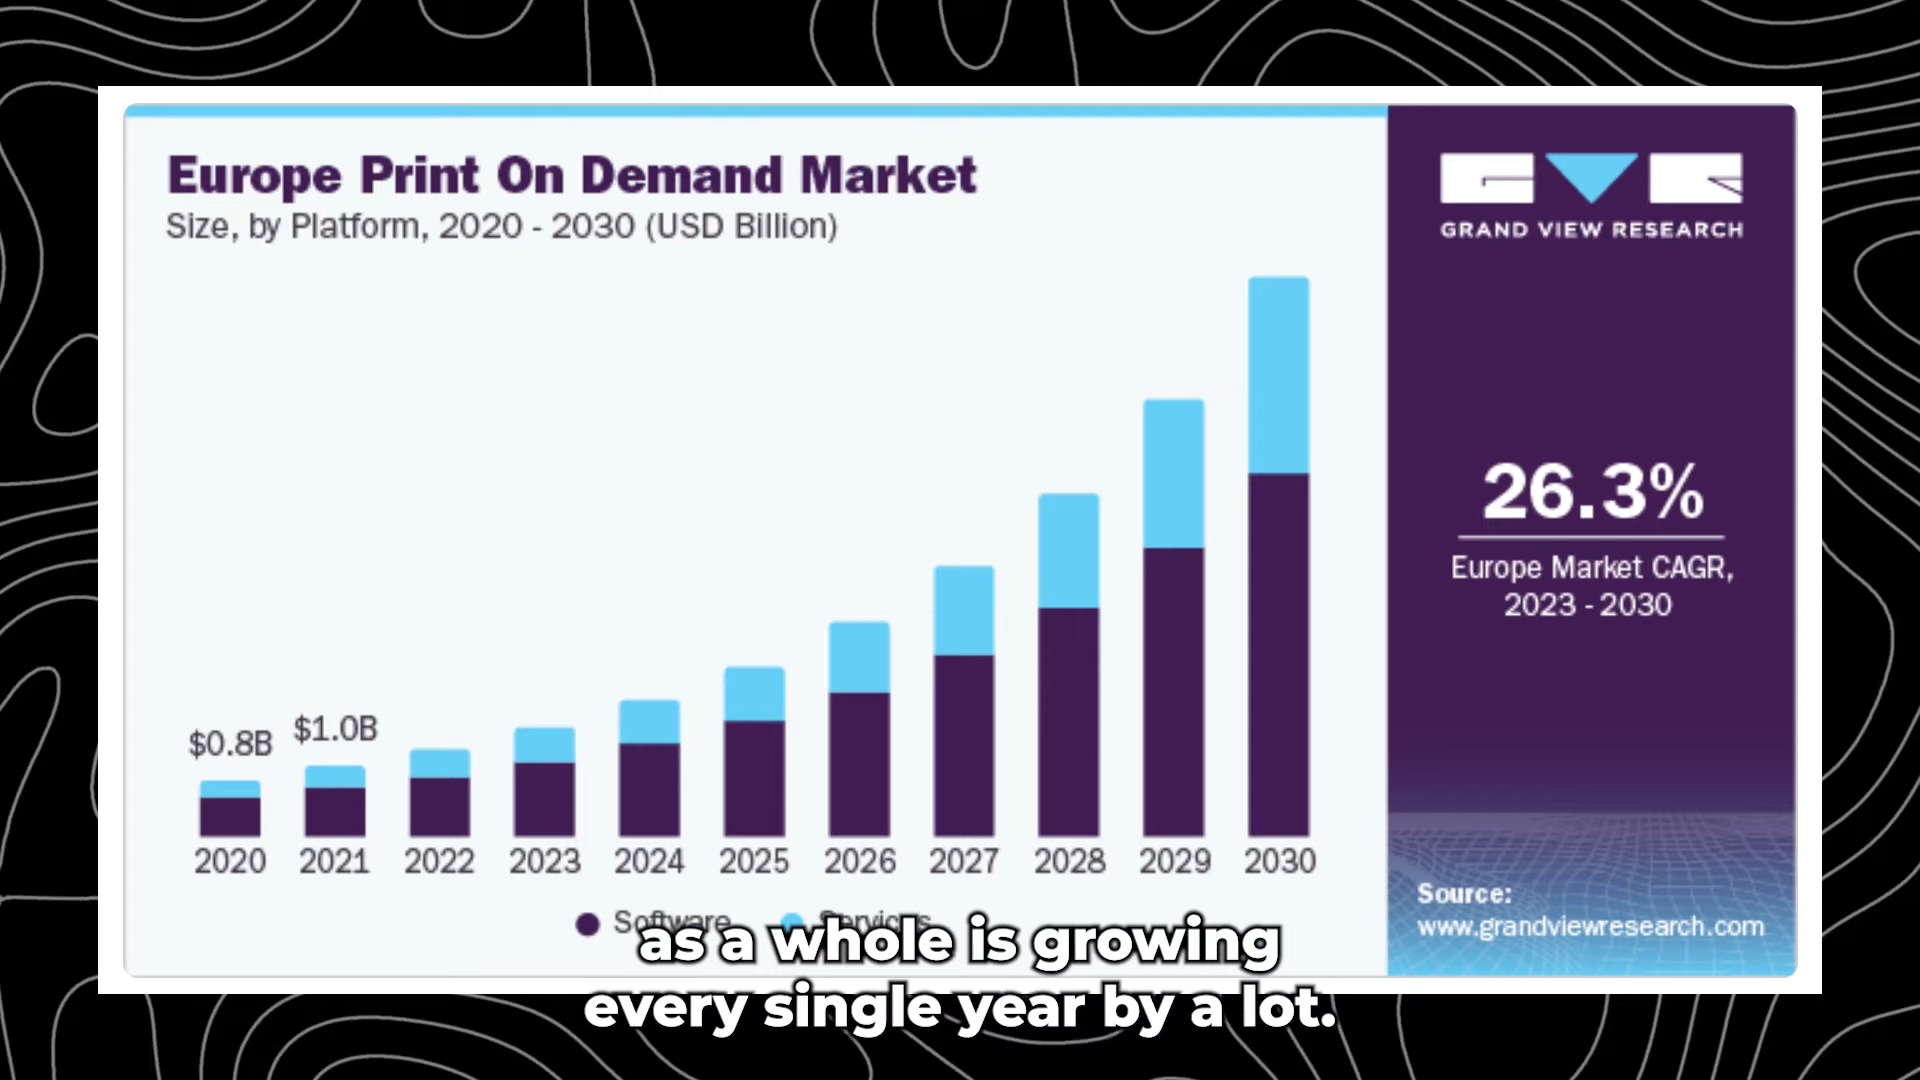 Europe Print On Demand Market
Size, by Platform, 2020 - 2030 (USD Billion)
$0.8B
$1.0B
2020
2021
2022
2023
2024
2025
2026
2027
2028
2029
2030
Software
Services
GRAND VIEW RESEARCH
26.3%
Europe Market CAGR,
2023 - 2030
Source:
www.grandviewresearch.com
as a whole is growing
every single year by a lot.